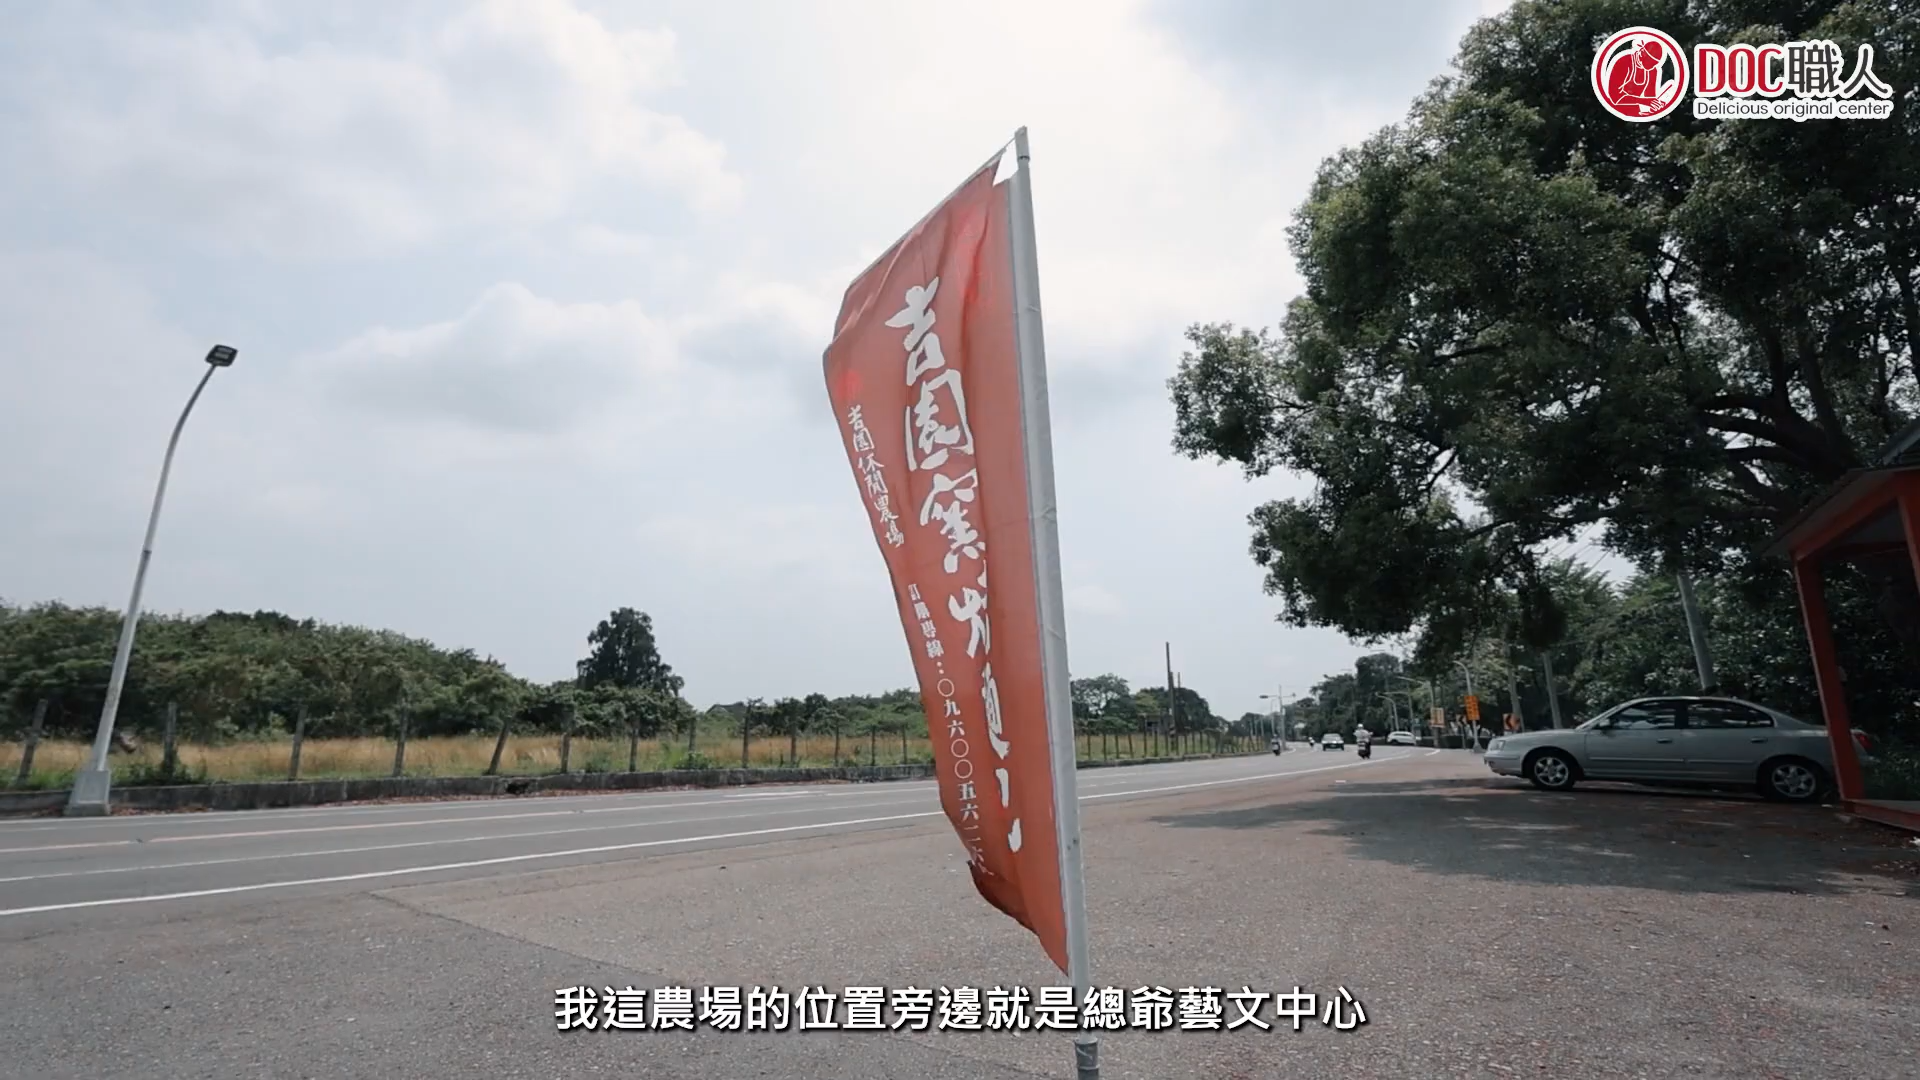 DOC職人
Delicious original center
吉園窯烤
吉園休閒農場
訂購專線：〇九六〇〇五六二六
我這農場的位置旁邊就是總爺藝文中心